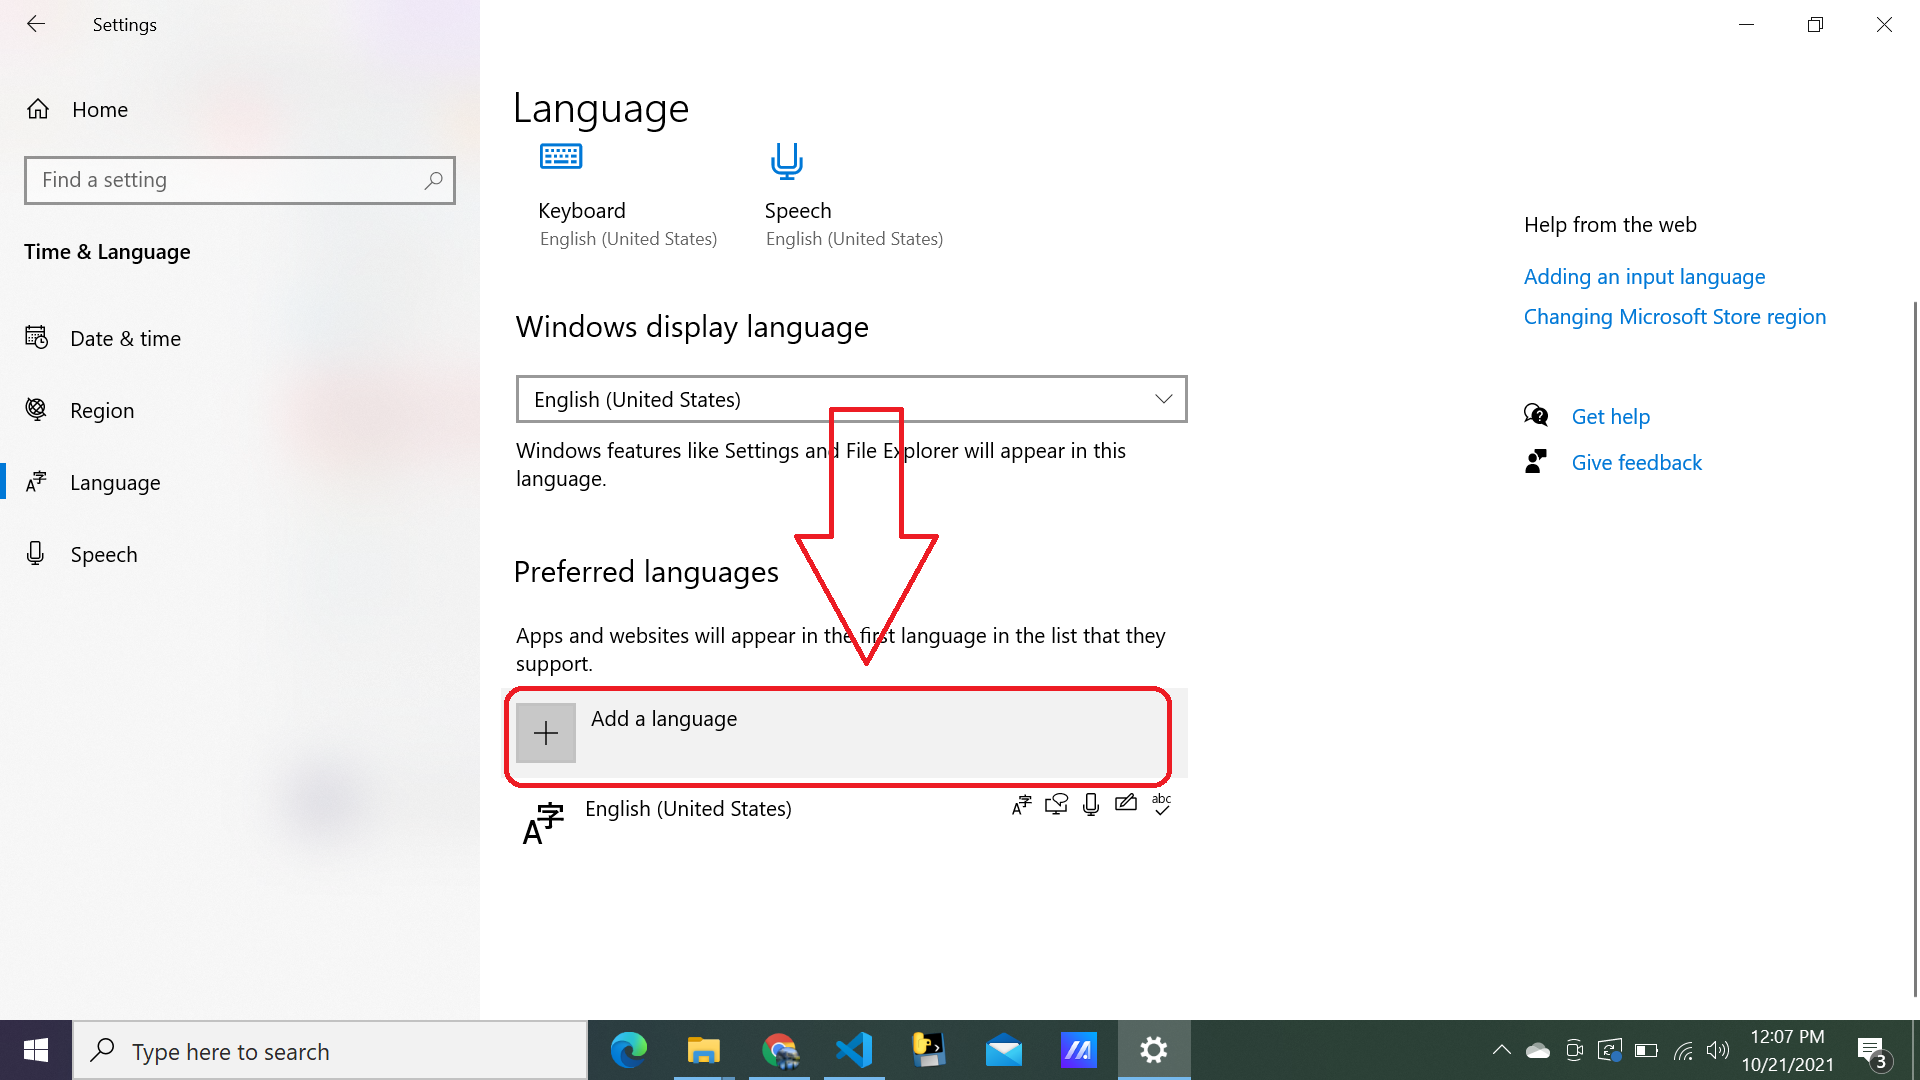 Settings
Home
Find a setting
Time & Language
Date & time
Region
Language
Speech
Language
Keyboard
English (United States)
Speech
English (United States)
Windows display language
English (United States)
Windows features like Settings and File Explorer will appear in this
language.
Preferred languages
Apps and websites will appear in the first language in the list that they
support.
Add a language
English (United States)
abc
Help from the web
Adding an input language
Changing Microsoft Store region
Get help
Give feedback
Type here to search
12:07 PM
10/21/2021
3